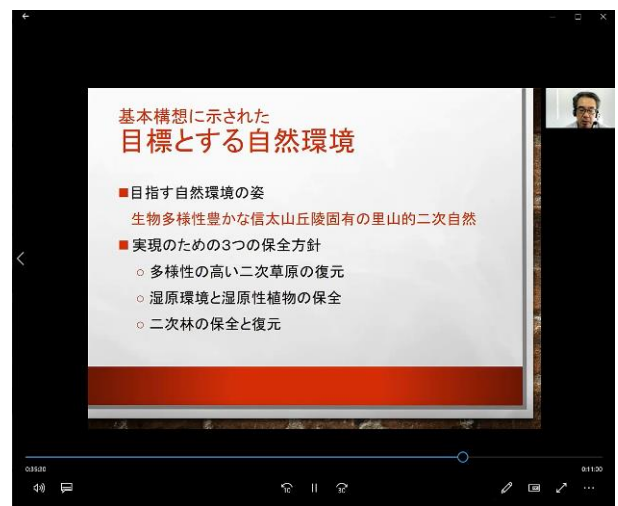 基本構想に示された
目標とする自然環境
■目指す自然環境の姿
生物多様性豊かな信太山丘陵固有の里山的二次自然
■実現のための3つの保全方針
○多様性の高い二次草原の復元
○湿原環境と湿原性植物の保全
○二次林の保全と復元
0:35:20
0:11:00
10
30